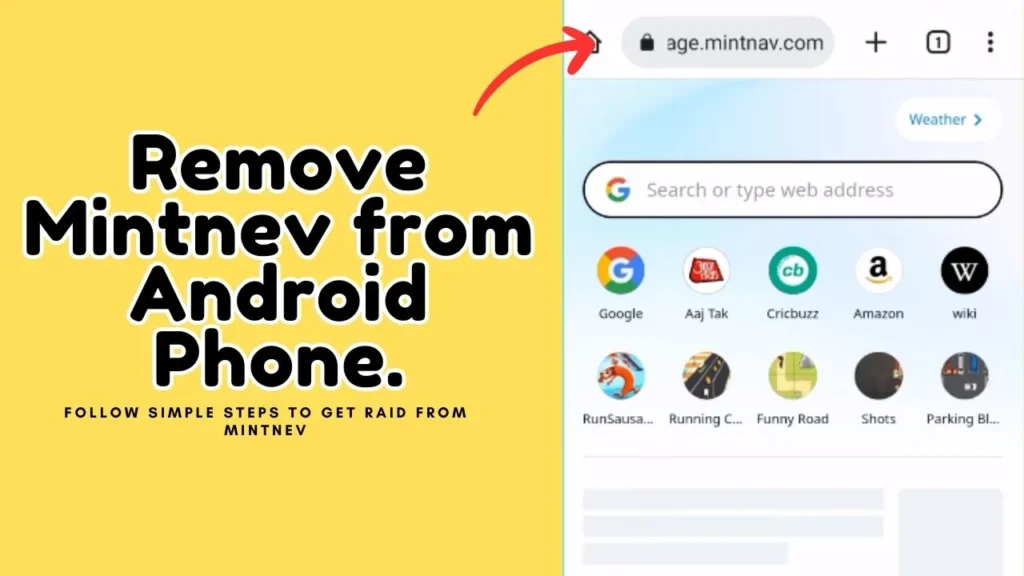 Remove
Mintnev from
Android
Phone.
FOLLOW SIMPLE STEPS TO GET RAID FROM
MINTNEV
age.mintnav.com
1
Weather
Search or type web address
Google Aaj Tak Cricbuzz Amazon wiki
RunSausa... Running C... Funny Road Shots Parking Bl...
cb
a
W